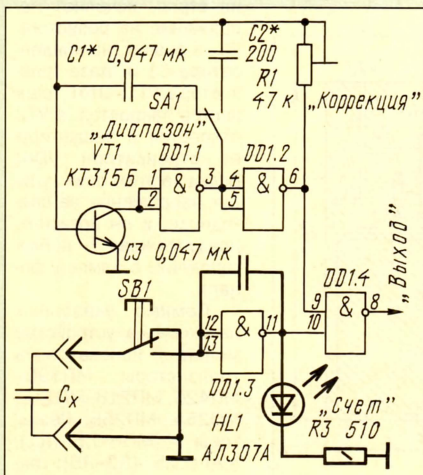 C1* 0,047 мк
C2*
200
R1
47 к
„Коррекция"
SA1
„Диапазон"
VT1
КТ315Б
DD1.1
DD1.2
1
2
&
3
4
5
&
6
C3 0,047 мк
SB1
DD1.4
9
10
&
8
„Выход"
12
13
&
11
DD1.3
Cx
HL1
АЛ307А
„Счет"
R3 510